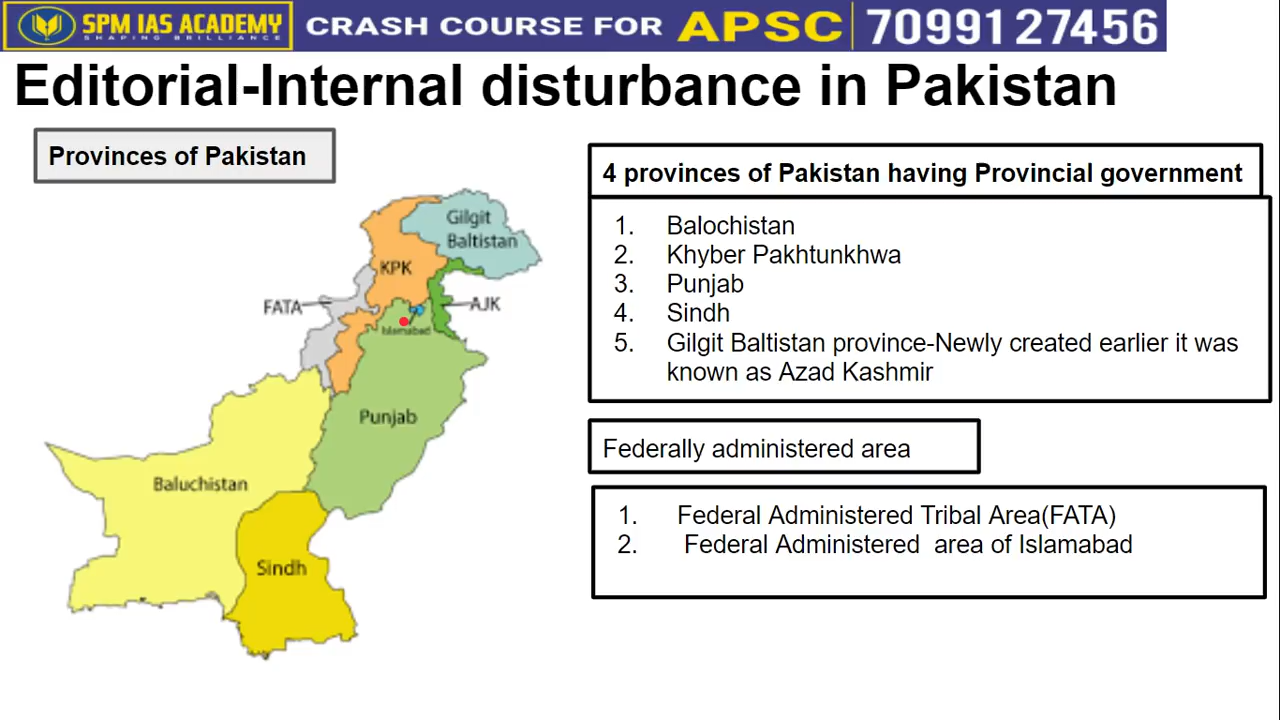 SPM IAS ACADEMY
SHAPING BRILLIANCE
CRASH COURSE FOR APSC 70991 27456
Editorial-Internal disturbance in Pakistan
Provinces of Pakistan
Gilgit
Baltistan
KPK
FATA
AJK
Islamabad
Punjab
Baluchistan
Sindh
4 provinces of Pakistan having Provincial government
1. Balochistan
2. Khyber Pakhtunkhwa
3. Punjab
4. Sindh
5. Gilgit Baltistan province-Newly created earlier it was
known as Azad Kashmir
Federally administered area
1. Federal Administered Tribal Area(FATA)
2. Federal Administered area of Islamabad